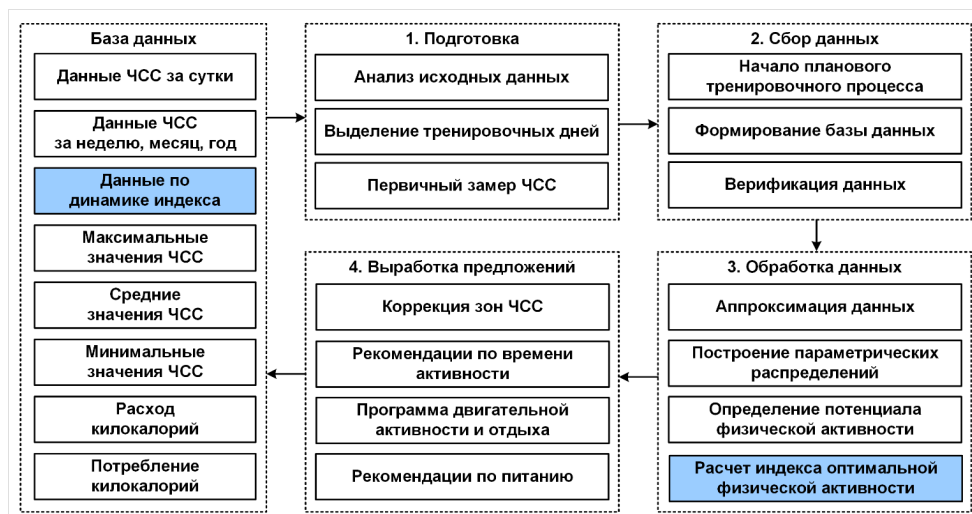 База данных
Данные ЧСС за сутки
Данные ЧСС
за неделю, месяц, год
Данные по
динамике индекса
Максимальные
значения ЧСС
Средние
значения ЧСС
Минимальные
значения ЧСС
Расход
килокалорий
Потребление
килокалорий
1. Подготовка
Анализ исходных данных
Выделение тренировочных дней
Первичный замер ЧСС
2. Сбор данных
Начало планового
тренировочного процесса
Формирование базы данных
Верификация данных
3. Обработка данных
Аппроксимация данных
Построение параметрических
распределений
Определение потенциала
физической активности
Расчет индекса оптимальной
физической активности
4. Выработка предложений
Коррекция зон ЧСС
Рекомендации по времени
активности
Программа двигательной
активности и отдыха
Рекомендации по питанию